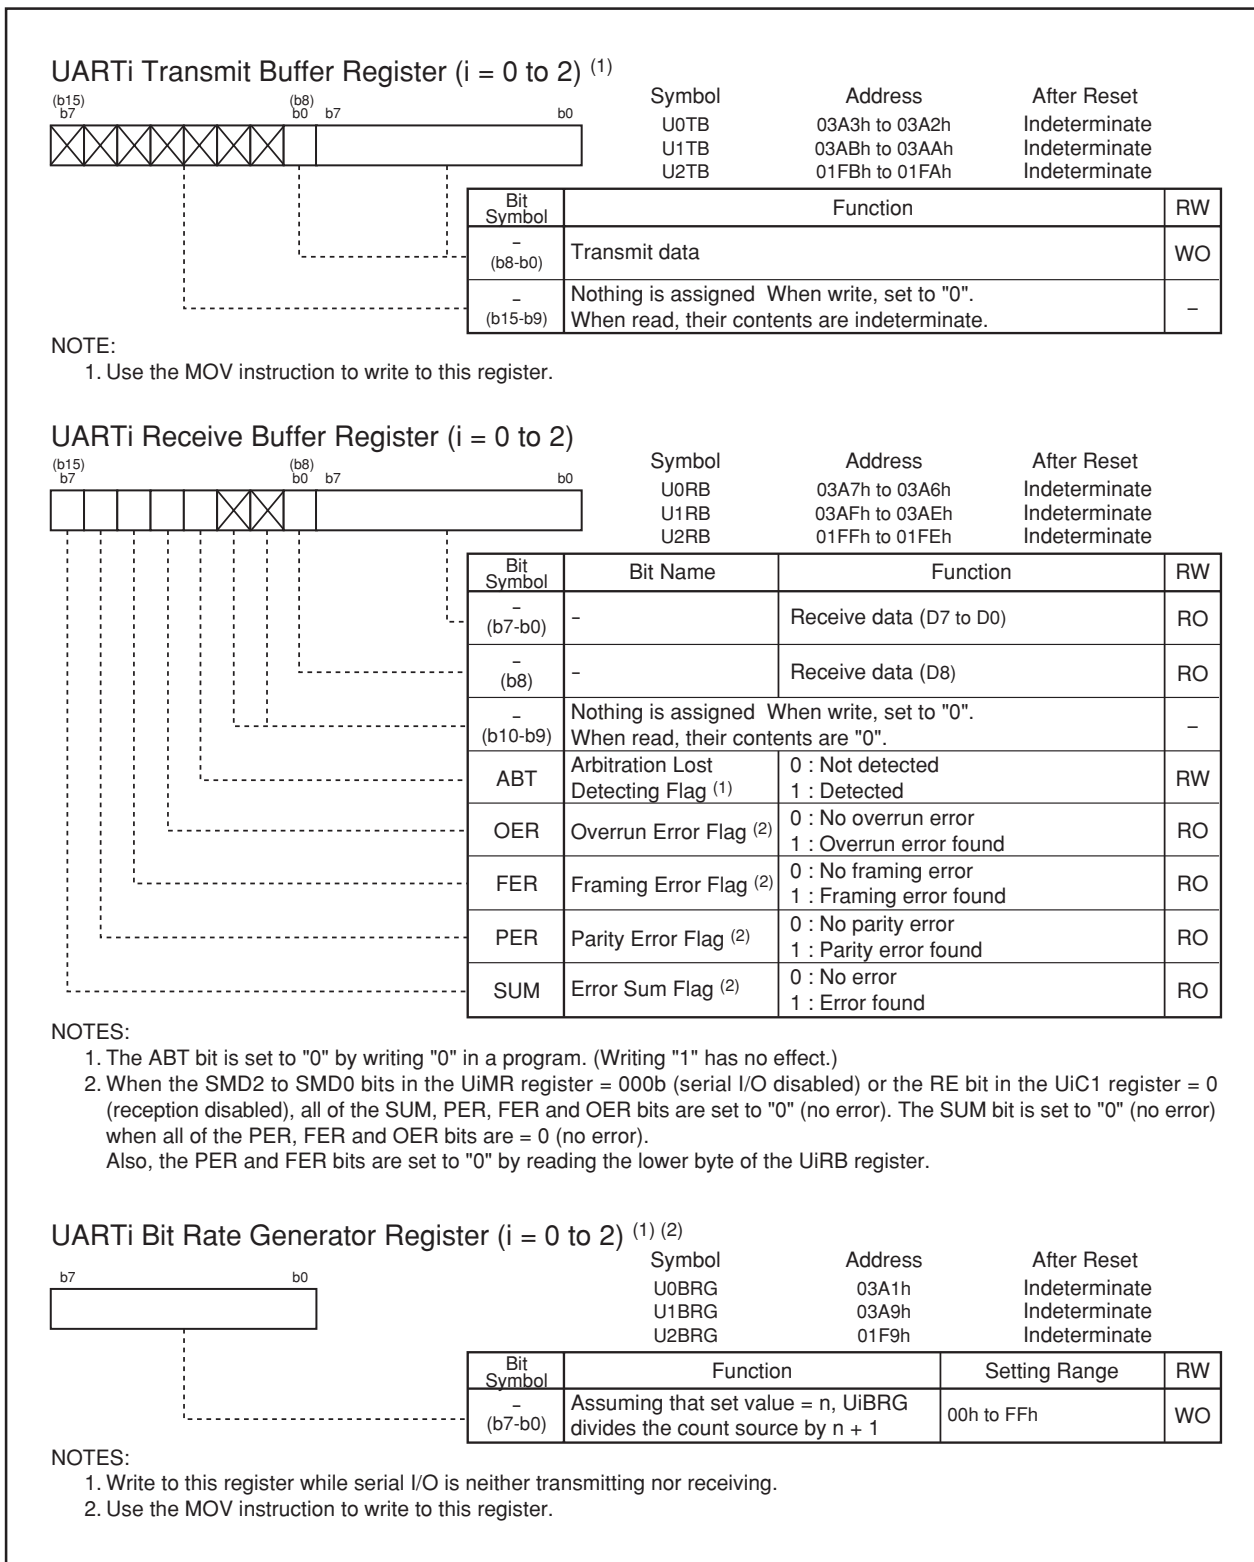 UARTi Transmit Buffer Register (i = 0 to 2) (1)
(b15) (b8)
b7 b0 b7 b0
Symbol Address After Reset
U0TB 03A3h to 03A2h Indeterminate
U1TB 03ABh to 03AAh Indeterminate
U2TB 01FBh to 01FAh Indeterminate
Bit Symbol Function RW
– (b8-b0) Transmit data WO
– (b15-b9) Nothing is assigned When write, set to "0".
When read, their contents are indeterminate. –
NOTE:
1. Use the MOV instruction to write to this register.
UARTi Receive Buffer Register (i = 0 to 2)
(b15) (b8)
b7 b0 b7 b0
Symbol Address After Reset
U0RB 03A7h to 03A6h Indeterminate
U1RB 03AFh to 03AEh Indeterminate
U2RB 01FFh to 01FEh Indeterminate
Bit Symbol Bit Name Function RW
– (b7-b0) – Receive data (D7 to D0) RO
– (b8) – Receive data (D8) RO
– (b10-b9) Nothing is assigned When write, set to "0".
When read, their contents are "0". –
ABT Arbitration Lost Detecting Flag (1) 0 : Not detected
1 : Detected RW
OER Overrun Error Flag (2) 0 : No overrun error
1 : Overrun error found RO
FER Framing Error Flag (2) 0 : No framing error
1 : Framing error found RO
PER Parity Error Flag (2) 0 : No parity error
1 : Parity error found RO
SUM Error Sum Flag (2) 0 : No error
1 : Error found RO
NOTES:
1. The ABT bit is set to "0" by writing "0" in a program. (Writing "1" has no effect.)
2. When the SMD2 to SMD0 bits in the UiMR register = 000b (serial I/O disabled) or the RE bit in the UiC1 register = 0
(reception disabled), all of the SUM, PER, FER and OER bits are set to "0" (no error). The SUM bit is set to "0" (no error)
when all of the PER, FER and OER bits are = 0 (no error).
Also, the PER and FER bits are set to "0" by reading the lower byte of the UiRB register.
UARTi Bit Rate Generator Register (i = 0 to 2) (1) (2)
b7 b0
Symbol Address After Reset
U0BRG 03A1h Indeterminate
U1BRG 03A9h Indeterminate
U2BRG 01F9h Indeterminate
Bit Symbol Function Setting Range RW
– (b7-b0) Assuming that set value = n, UiBRG
divides the count source by n + 1 00h to FFh WO
NOTES:
1. Write to this register while serial I/O is neither transmitting nor receiving.
2. Use the MOV instruction to write to this register.